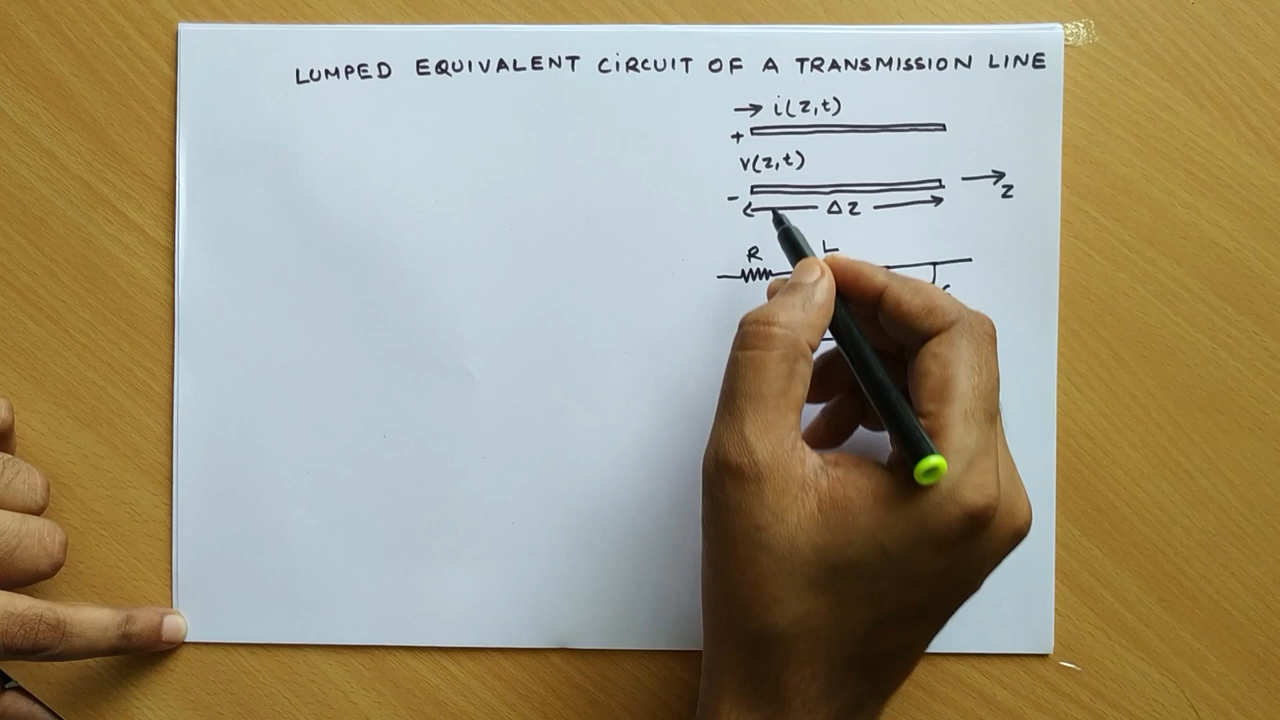 LUMPED EQUIVALENT CIRCUIT OF A TRANSMISSION LINE
→ i(z,t)
+
v(z,t)
→ z
-
Δz
R L